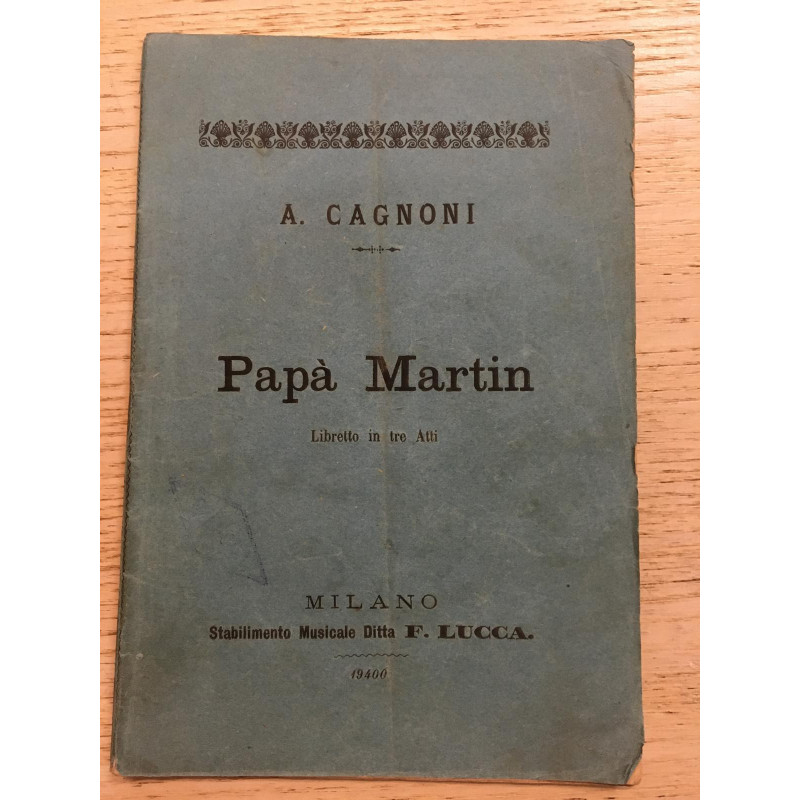 A. CAGNONI
Papà Martin
Libretto in tre Atti
MILANO
Stabilimento Musicale Ditta F. LUCCA.
19400